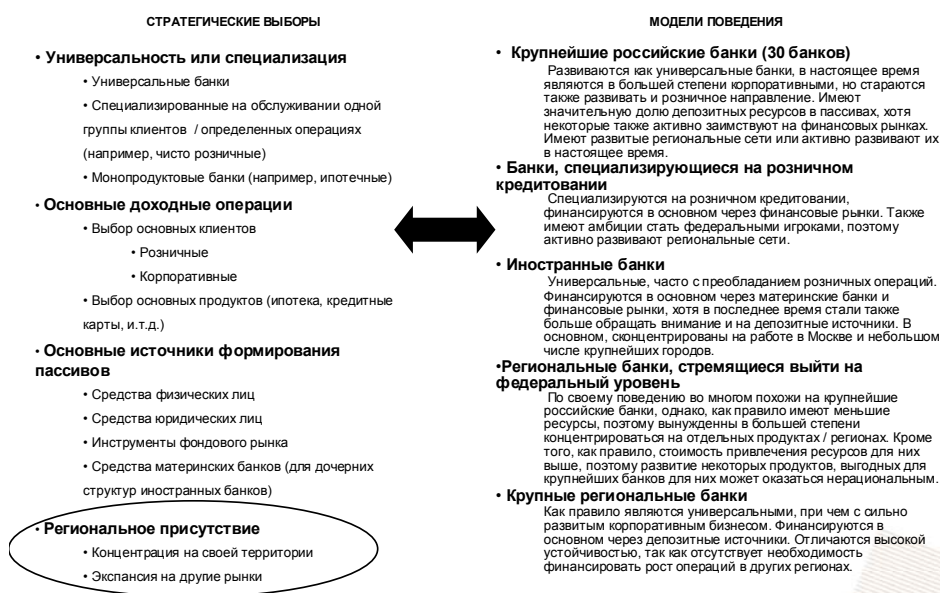 СТРАТЕГИЧЕСКИЕ ВЫБОРЫ
• Универсальность или специализация
• Универсальные банки
• Специализированные на обслуживании одной
группы клиентов / определенных операциях
(например, чисто розничные)
• Монопродуктовые банки (например, ипотечные)
• Основные доходные операции
• Выбор основных клиентов
• Розничные
• Корпоративные
• Выбор основных продуктов (ипотека, кредитные
карты, и.т.д.)
• Основные источники формирования
пассивов
• Средства физических лиц
• Средства юридических лиц
• Инструменты фондового рынка
• Средства материнских банков (для дочерних
структур иностранных банков)
• Региональное присутствие
• Концентрация на своей территории
• Экспансия на другие рынки
МОДЕЛИ ПОВЕДЕНИЯ
• Крупнейшие российские банки (30 банков)
Развиваются как универсальные банки, в настоящее время
являются в большей степени корпоративными, но стараются
также развивать и розничное направление. Имеют
значительную долю депозитных ресурсов в пассивах, хотя
некоторые также активно заимствуют на финансовых рынках.
Имеют развитые региональные сети или активно развивают их
в настоящее время.
• Банки, специализирующиеся на розничном
кредитовании
Специализируются на розничном кредитовании,
финансируются в основном через финансовые рынки. Также
имеют амбиции стать федеральными игроками, поэтому
активно развивают региональные сети.
• Иностранные банки
Универсальные, часто с преобладанием розничных операций.
Финансируются в основном через материнские банки и
финансовые рынки, хотя в последнее время стали также
больше обращать внимание и на депозитные источники. В
основном, сконцентрированы на работе в Москве и небольшом
числе крупнейших городов.
•Региональные банки, стремящиеся выйти на
федеральный уровень
По своему поведению во многом похожи на крупнейшие
российские банки, однако, как правило имеют меньшие
ресурсы, поэтому вынужденны в большей степени
концентрироваться на отдельных продуктах / регионах. Кроме
того, как правило, стоимость привлечения ресурсов для них
выше, поэтому развитие некоторых продуктов, выгодных для
крупнейших банков для них может оказаться нерациональным.
• Крупные региональные банки
Как правило являются универсальными, при чем с сильно
развитым корпоративным бизнесом. Финансируются в
основном через депозитные источники. Отличаются высокой
устойчивостью, так как отсутствует необходимость
финансировать рост операций в других регионах.